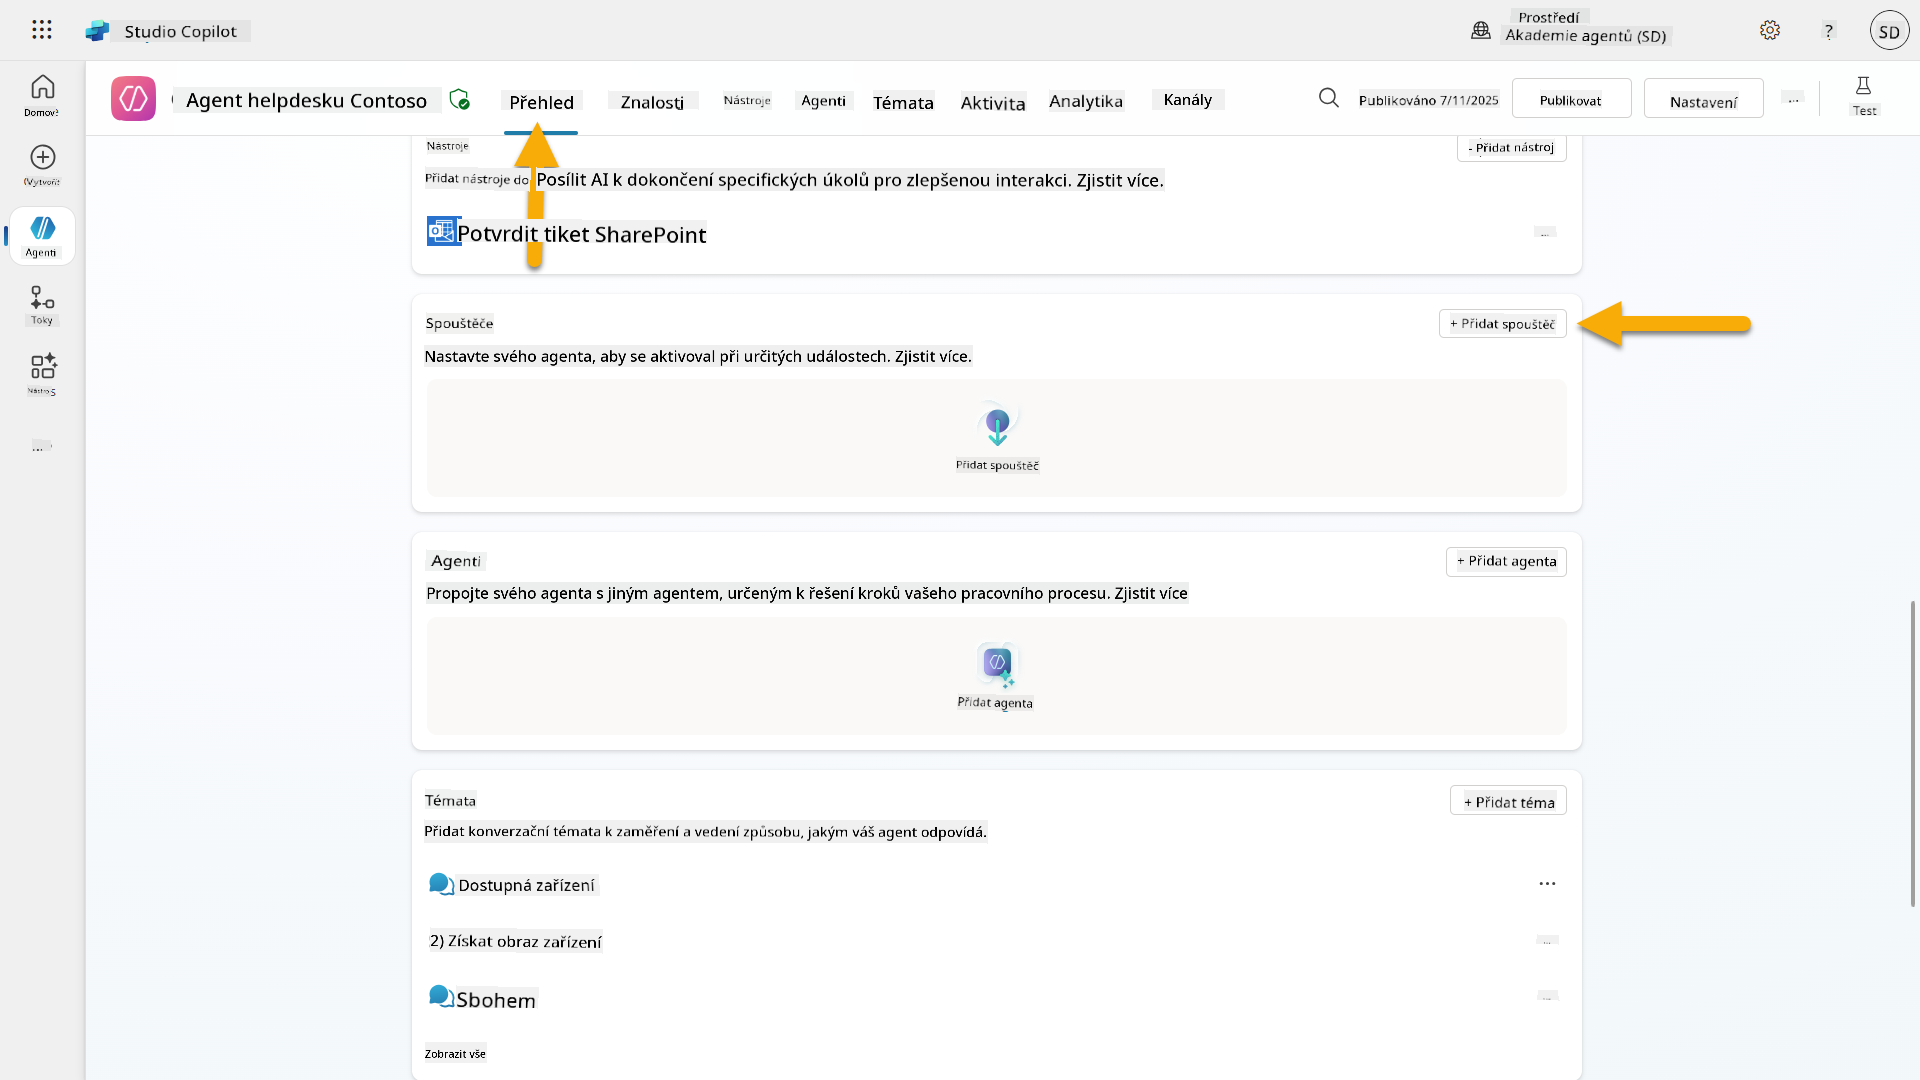 Studio Copilot
Prostředí
Akademie agentů (SD)
?
SD
Agent helpdesku Contoso
Přehled
Znalosti
Nástroje
Agenti
Témata
Aktivita
Analytika
Kanály
Publikováno 7/11/2025
Publikovat
Nastavení
...
Test
Domov
Vytvořit
Agenti
Toky
...
Nástroje
- Přidat nástroj
Přidat nástroje do Posílit AI k dokončení specifických úkolů pro zlepšenou interakci. Zjistit více.
Potvrdit tiket SharePoint
...
Spouštěče
+ Přidat spouštěč
Nastavte svého agenta, aby se aktivoval při určitých událostech. Zjistit více.
Přidat spouštěč
Agenti
+ Přidat agenta
Propojte svého agenta s jiným agentem, určeným k řešení kroků vašeho pracovního procesu. Zjistit více
Přidat agenta
Témata
+ Přidat téma
Přidat konverzační témata k zaměření a vedení způsobu, jakým váš agent odpovídá.
Dostupná zařízení
...
2) Získat obraz zařízení
...
Sbohem
...
Zobrazit vše